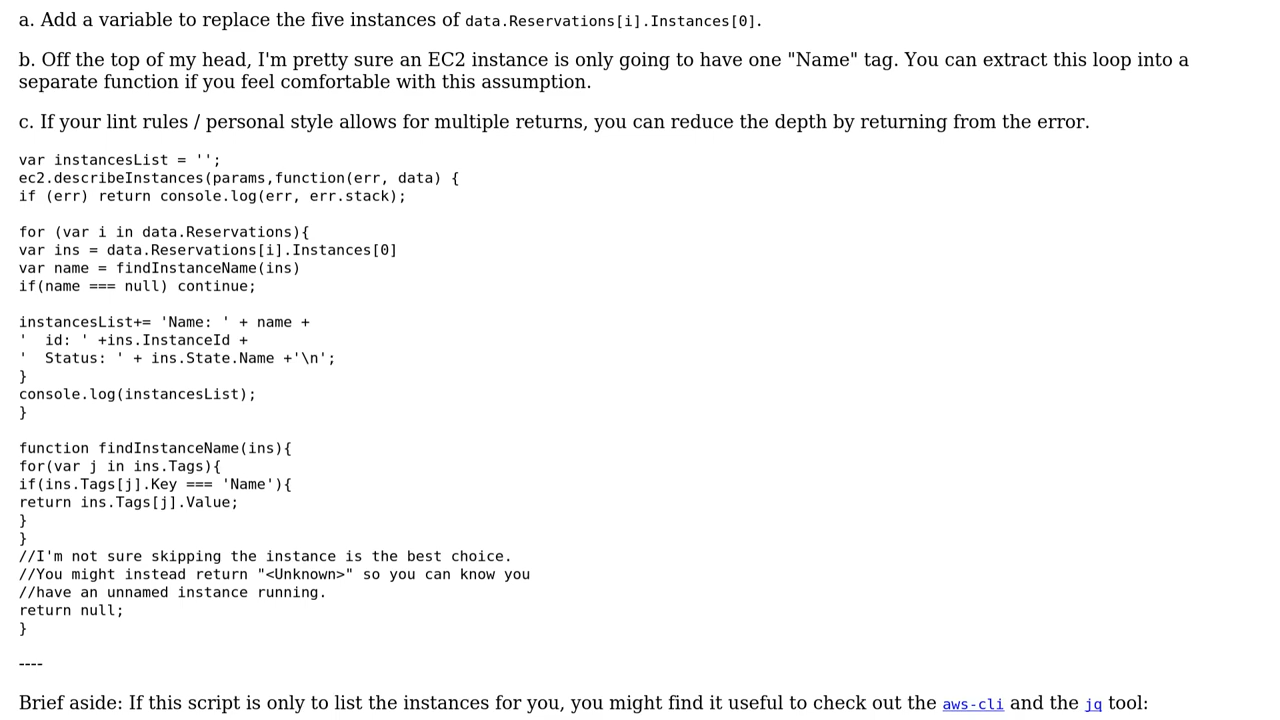 a. Add a variable to replace the five instances of data.Reservations[i].Instances[0].
b. Off the top of my head, I'm pretty sure an EC2 instance is only going to have one "Name" tag. You can extract this loop into a
separate function if you feel comfortable with this assumption.
c. If your lint rules / personal style allows for multiple returns, you can reduce the depth by returning from the error.
var instancesList = '';
ec2.describeInstances(params,function(err, data) {
if (err) return console.log(err, err.stack);
for (var i in data.Reservations){
var ins = data.Reservations[i].Instances[0]
var name = findInstanceName(ins)
if(name === null) continue;
instancesList+= 'Name: ' + name +
'  id: ' +ins.InstanceId +
'  Status: ' + ins.State.Name +'\n';
}
console.log(instancesList);
}
function findInstanceName(ins){
for(var j in ins.Tags){
if(ins.Tags[j].Key === 'Name'){
return ins.Tags[j].Value;
}
}
//I'm not sure skipping the instance is the best choice.
//You might instead return "<Unknown>" so you can know you
//have an unnamed instance running.
return null;
}
----
Brief aside: If this script is only to list the instances for you, you might find it useful to check out the aws-cli and the jq tool: